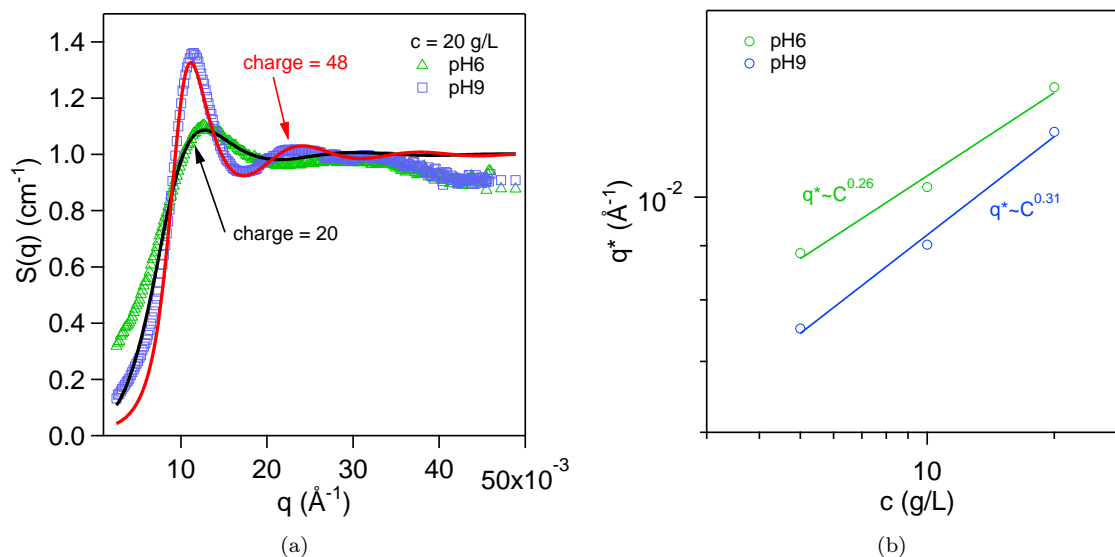 1.4
1.2
1.0
0.8
0.6
0.4
0.2
0.0
S(q) (cm⁻¹)
c = 20 g/L
pH6
pH9
charge = 48
charge = 20
10
20
30
40
50x10⁻³
q (Å⁻¹)
(a)
pH6
pH9
q*~C^0.26
q*~C^0.31
10⁻²
q* (Å⁻¹)
10
c (g/L)
(b)